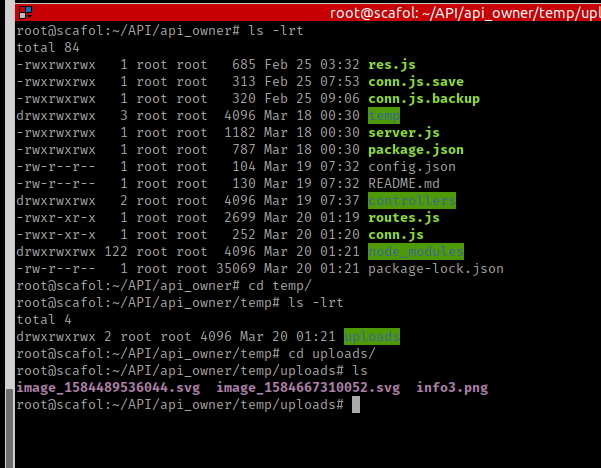 root@scafol: ~/API/api_owner/temp/upl
root@scafol:~/API/api_owner# ls -lrt
total 84
-rwxrwxrwx   1 root root   685 Feb 25 03:32 res.js
-rwxrwxrwx   1 root root   313 Feb 25 07:53 conn.js.save
-rwxrwxrwx   1 root root   320 Feb 25 09:06 conn.js.backup
drwxrwxrwx   3 root root  4096 Mar 18 00:30 temp
-rwxrwxrwx   1 root root  1182 Mar 18 00:30 server.js
-rwxrwxrwx   1 root root   787 Mar 18 00:30 package.json
-rw-r--r--   1 root root   104 Mar 19 07:32 config.json
-rw-r--r--   1 root root   130 Mar 19 07:32 README.md
drwxrwxrwx   2 root root  4096 Mar 19 07:37 controllers
-rwxr-xr-x   1 root root  2699 Mar 20 01:19 routes.js
-rwxr-xr-x   1 root root   252 Mar 20 01:20 conn.js
drwxrwxrwx 122 root root  4096 Mar 20 01:21 node_modules
-rw-r--r--   1 root root 35069 Mar 20 01:21 package-lock.json
root@scafol:~/API/api_owner# cd temp/
root@scafol:~/API/api_owner/temp# ls -lrt
total 4
drwxrwxrwx 2 root root 4096 Mar 20 01:21 uploads
root@scafol:~/API/api_owner/temp# cd uploads/
root@scafol:~/API/api_owner/temp/uploads# ls
image_1584489536044.svg  image_1584667310052.svg  info3.png
root@scafol:~/API/api_owner/temp/uploads#